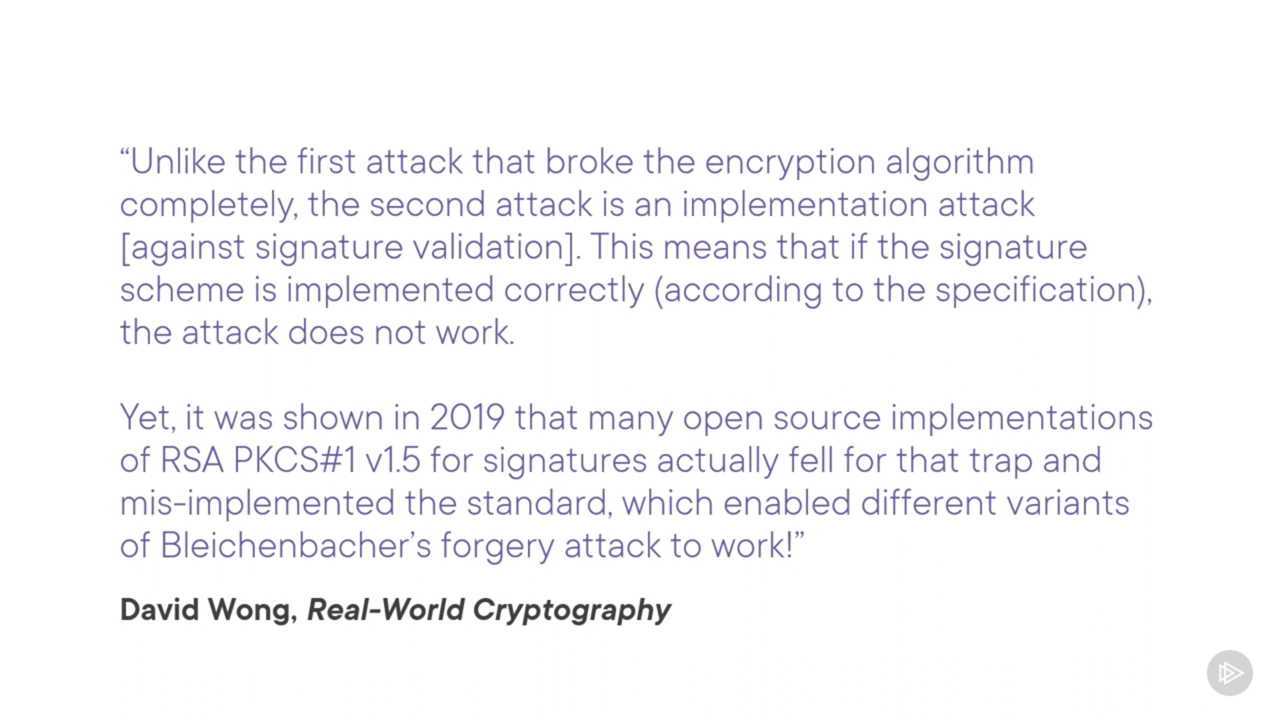 “Unlike the first attack that broke the encryption algorithm
completely, the second attack is an implementation attack
[against signature validation]. This means that if the signature
scheme is implemented correctly (according to the specification),
the attack does not work.
Yet, it was shown in 2019 that many open source implementations
of RSA PKCS#1 v1.5 for signatures actually fell for that trap and
mis-implemented the standard, which enabled different variants
of Bleichenbacher’s forgery attack to work!”
David Wong, Real-World Cryptography